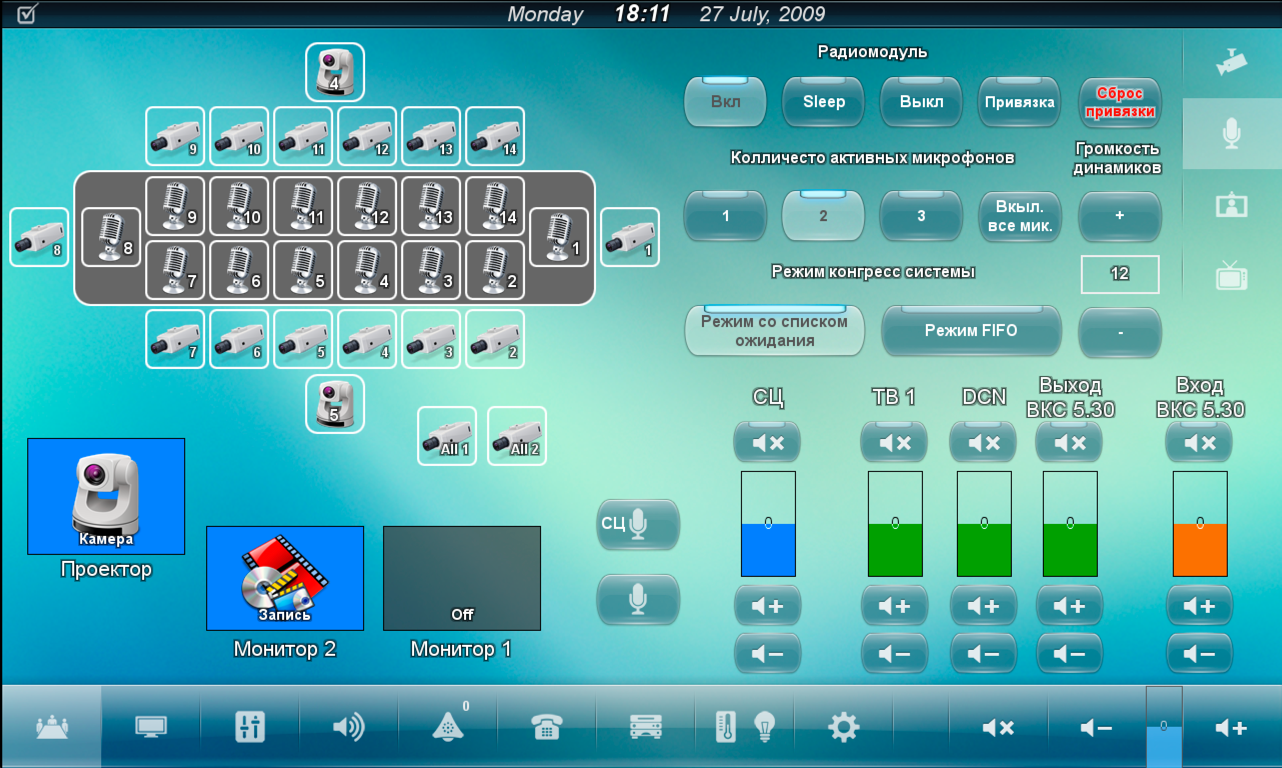 Monday 18:11 27 July, 2009
Радиомодуль
Вкл
Sleep
Выкл
Привязка
Сброс
привязки
Колличесто активных микрофонов
Громкость
динамиков
1
2
3
Вкыл.
все мик.
+
Режим конгресс системы
12
Режим со списком
ожидания
Режим FIFO
-
4
9 10 11 12 13 14
9 10 11 12 13 14
8 8 1 1
7 6 5 4 3 2
7 6 5 4 3 2
5
All 1 All 2
Камера
Проектор
Запись
Монитор 2
Off
Монитор 1
СЦ
СЦ
ТВ 1
DCN
Выход
ВКС 5.30
Вход
ВКС 5.30
0 0 0 0 0
0
0